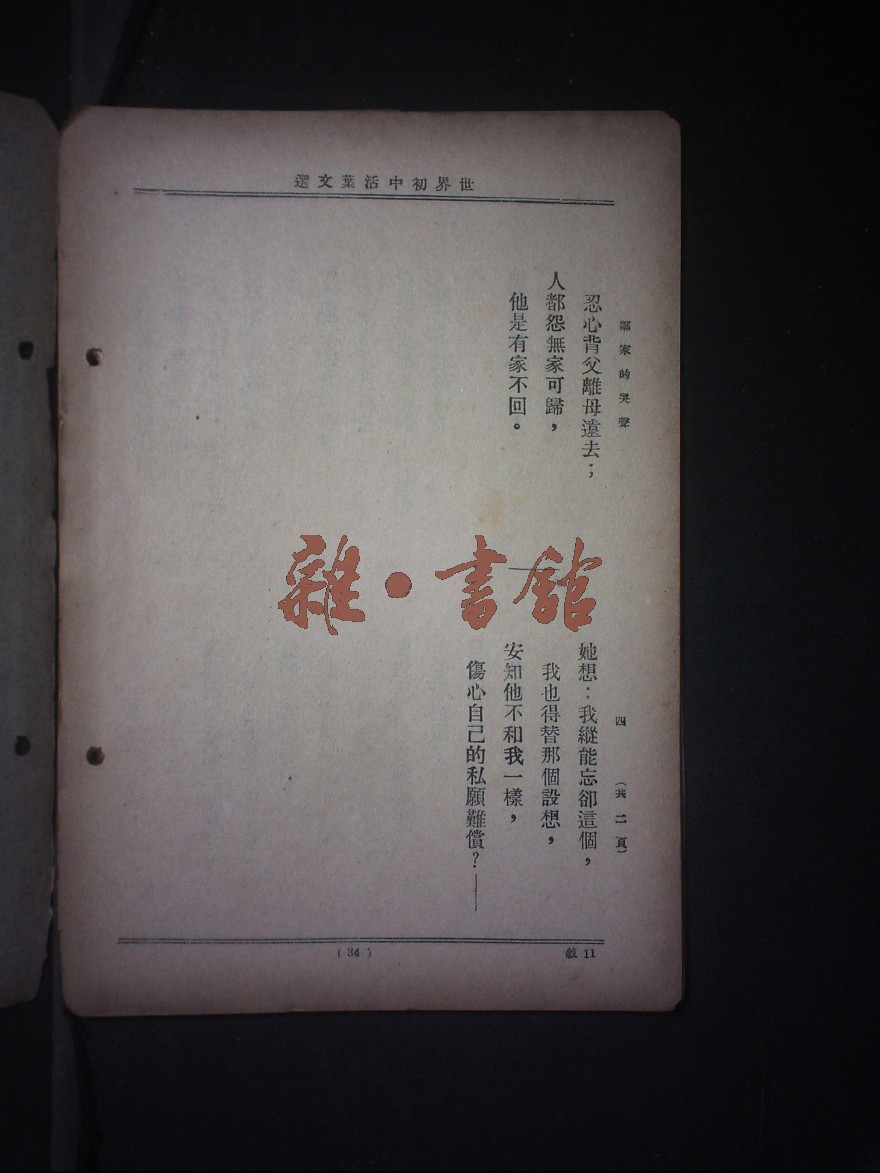 世界初中活葉文選
鄰家的哭聲
四
(共二頁)
忍心背父離母遠去；
人都怨無家可歸，
他是有家不回。
她想：我縱能忘卻這個，
我也得替那個設想，
安知他不和我一樣，
傷心自己的私願難償？——
雜·書館
(34)
11